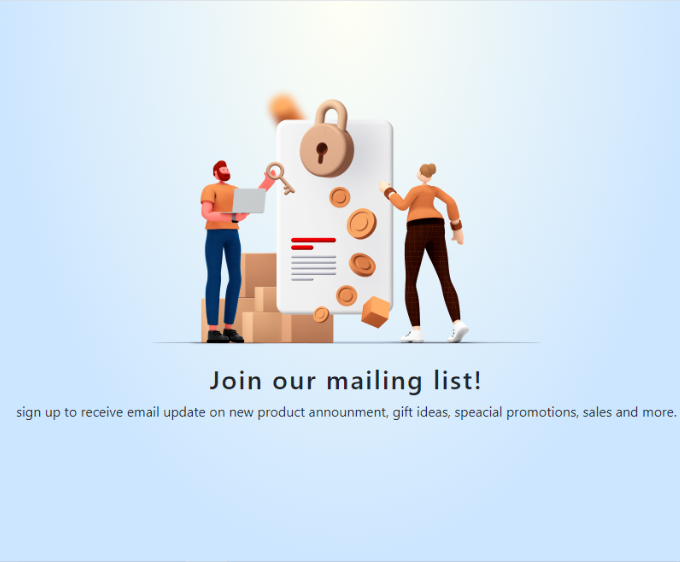 Join our mailing list!
sign up to receive email update on new product announment, gift ideas, speacial promotions, sales and more.